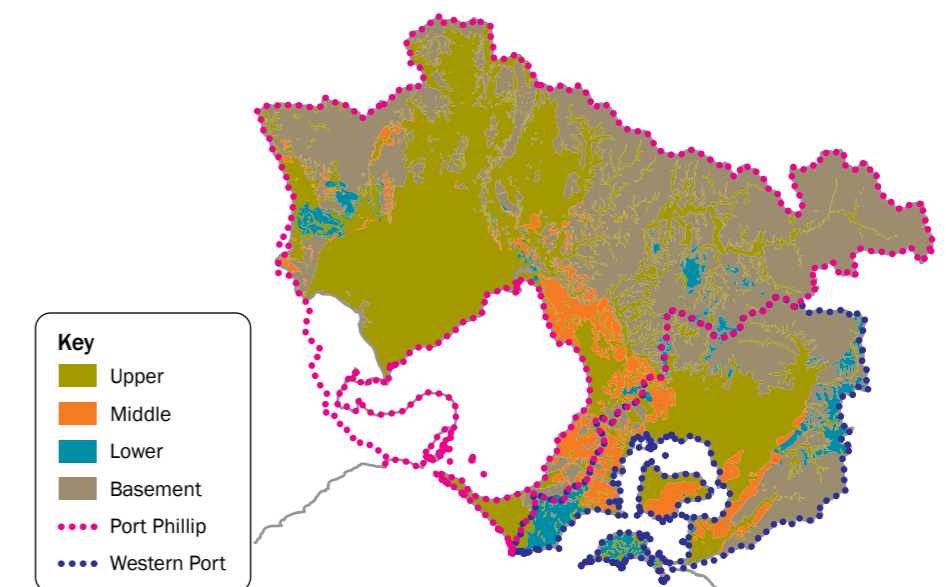 Key
Upper
Middle
Lower
Basement
Port Phillip
Western Port